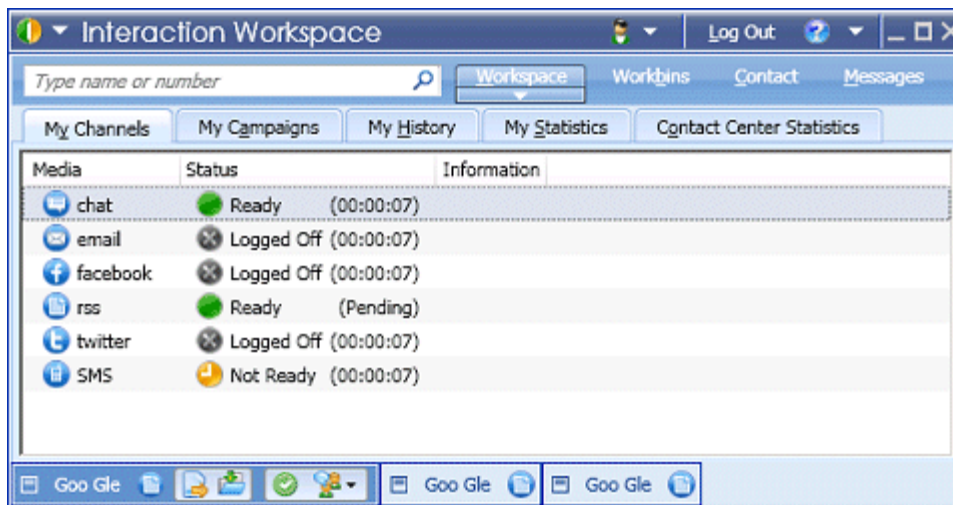 Interaction Workspace Log Out
Type name or number Workspace Workbins Contact Messages
My Channels My Campaigns My History My Statistics Contact Center Statistics
Media Status Information
chat Ready (00:00:07)
email Logged Off (00:00:07)
facebook Logged Off (00:00:07)
rss Ready (Pending)
twitter Logged Off (00:00:07)
SMS Not Ready (00:00:07)
Goo Gle Goo Gle Goo Gle